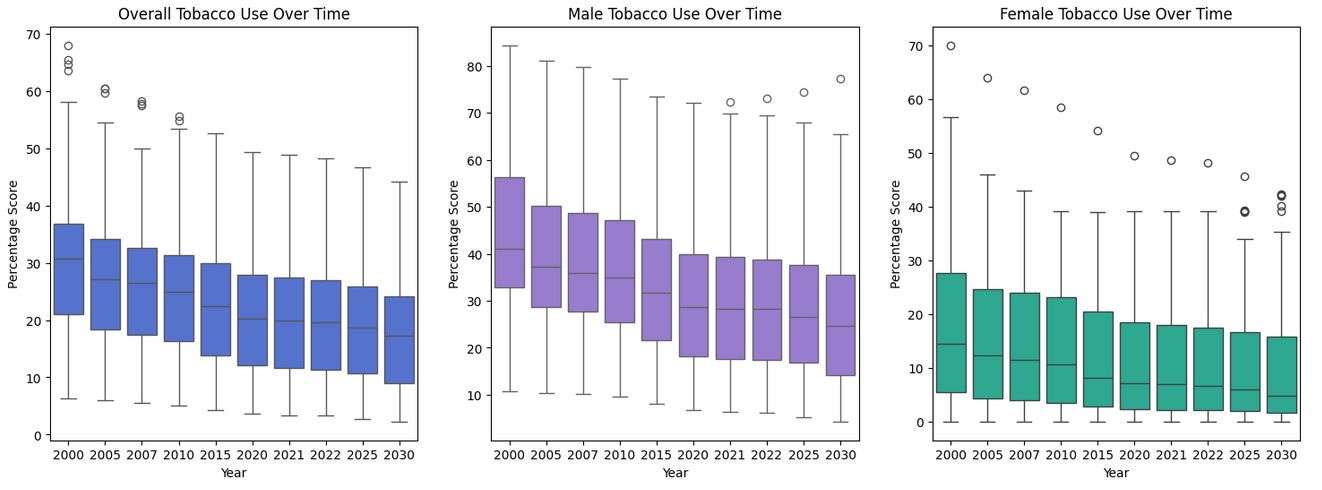 Overall Tobacco Use Over Time
Percentage Score
70
60
50
40
30
20
10
0
2000 2005 2007 2010 2015 2020 2021 2022 2025 2030
Year
Male Tobacco Use Over Time
Percentage Score
80
70
60
50
40
30
20
10
2000 2005 2007 2010 2015 2020 2021 2022 2025 2030
Year
Female Tobacco Use Over Time
Percentage Score
70
60
50
40
30
20
10
0
2000 2005 2007 2010 2015 2020 2021 2022 2025 2030
Year